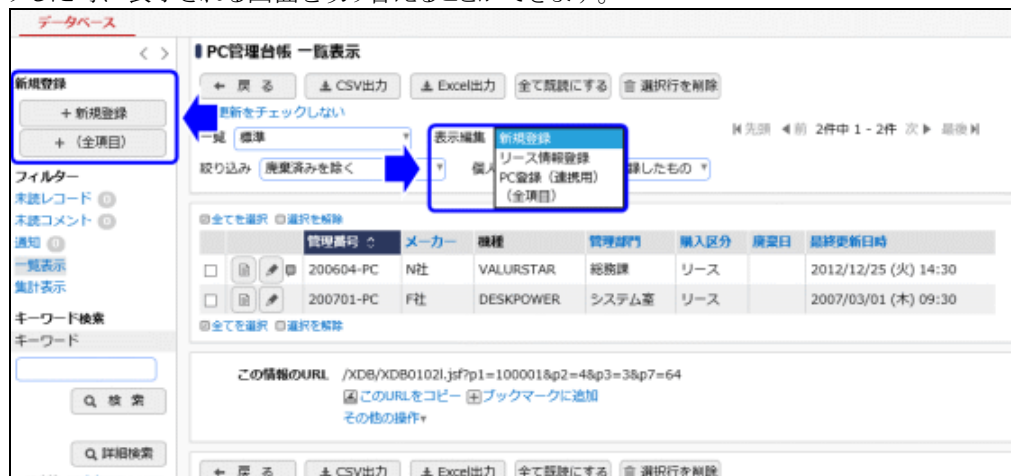 データベース
新規登録
+ 新規登録
+ (全項目)
フィルター
未読レコード 0
未読コメント 0
通知 0
一覧表示
集計表示
キーワード検索
キーワード
検 索
詳細検索
PC管理台帳 一覧表示
← 戻 る CSV出力 Excel出力 全て既読にする 選択行を削除
更新をチェックしない
一覧 標準 表示編集 新規登録
リース情報登録
PC登録（連携用）
（全項目）
先頭 前 2件中 1 - 2件 次 最後
絞り込み 廃棄済みを除く 個人 録したもの
全てを選択 選択を解除
管理番号 メーカー 機種 管理部門 購入区分 廃棄日 最終更新日時
200604-PC N社 VALURSTAR 総務課 リース 2012/12/25 (火) 14:30
200701-PC F社 DESKPOWER システム室 リース 2007/03/01 (木) 09:30
全てを選択 選択を解除
この情報のURL /XDB/XDB0102l.jsf?p1=100001&p2=4&p3=3&p7=64
このURLをコピー ブックマークに追加
その他の操作
← 戻 る CSV出力 Excel出力 全て既読にする 選択行を削除